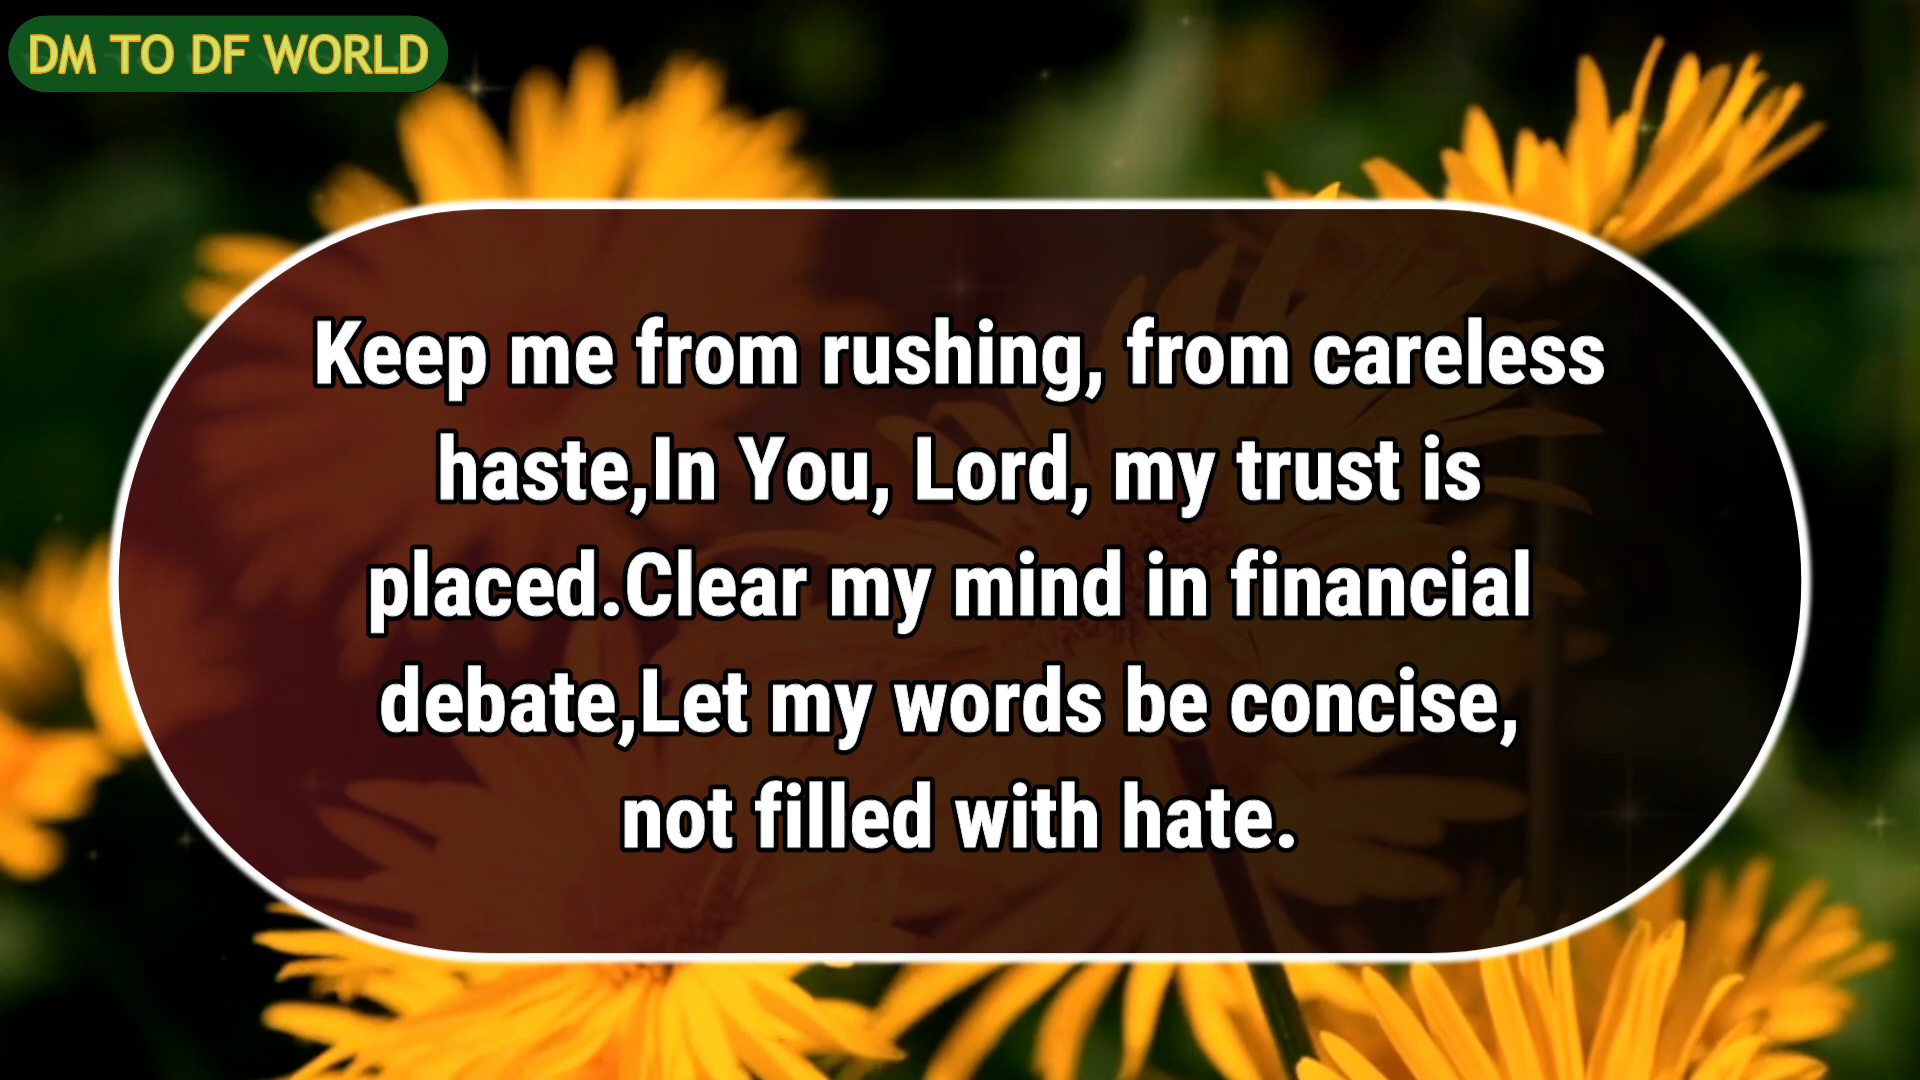 DM TO DF WORLD
Keep me from rushing, from careless
haste,In You, Lord, my trust is
placed.Clear my mind in financial
debate,Let my words be concise,
not filled with hate.